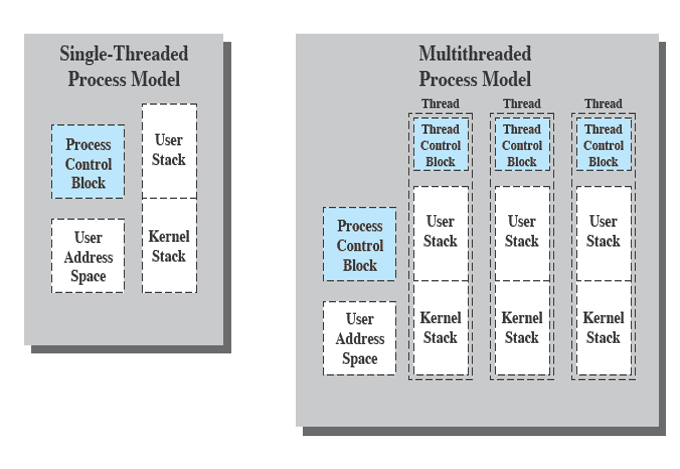 Single-Threaded
Process Model
Process
Control
Block
User
Stack
User
Address
Space
Kernel
Stack
Multithreaded
Process Model
Thread
Thread
Thread
Thread
Control
Block
Thread
Control
Block
Thread
Control
Block
Process
Control
Block
User
Stack
User
Stack
User
Stack
User
Address
Space
Kernel
Stack
Kernel
Stack
Kernel
Stack